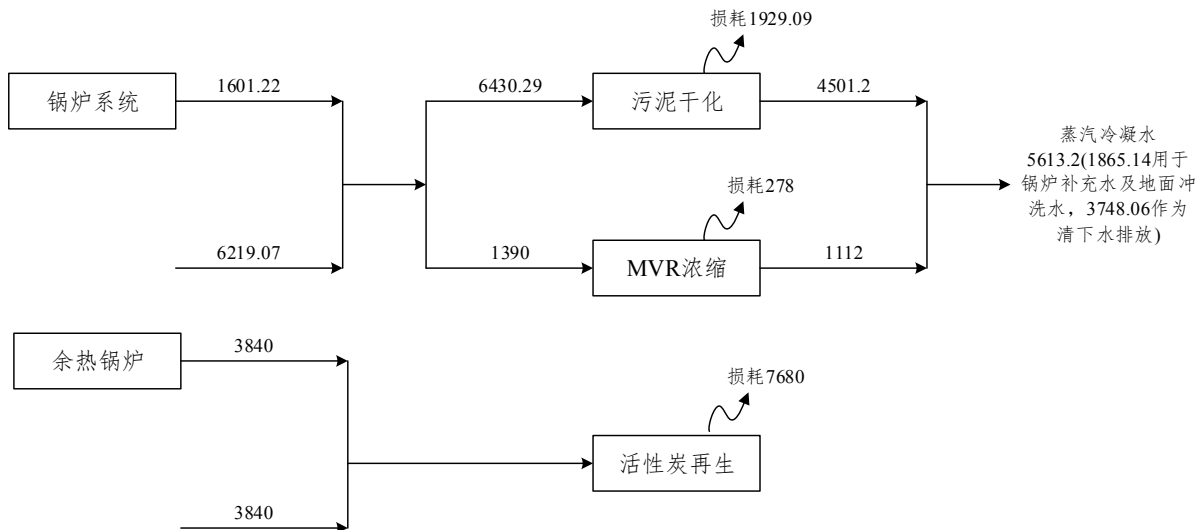 损耗1929.09
锅炉系统
1601.22
6430.29
污泥干化
4501.2
蒸汽冷凝水
5613.2(1865.14用于
锅炉补充水及地面冲
洗水，3748.06作为
清下水排放)
损耗278
6219.07
1390
MVR浓缩
1112
余热锅炉
3840
损耗7680
活性炭再生
3840